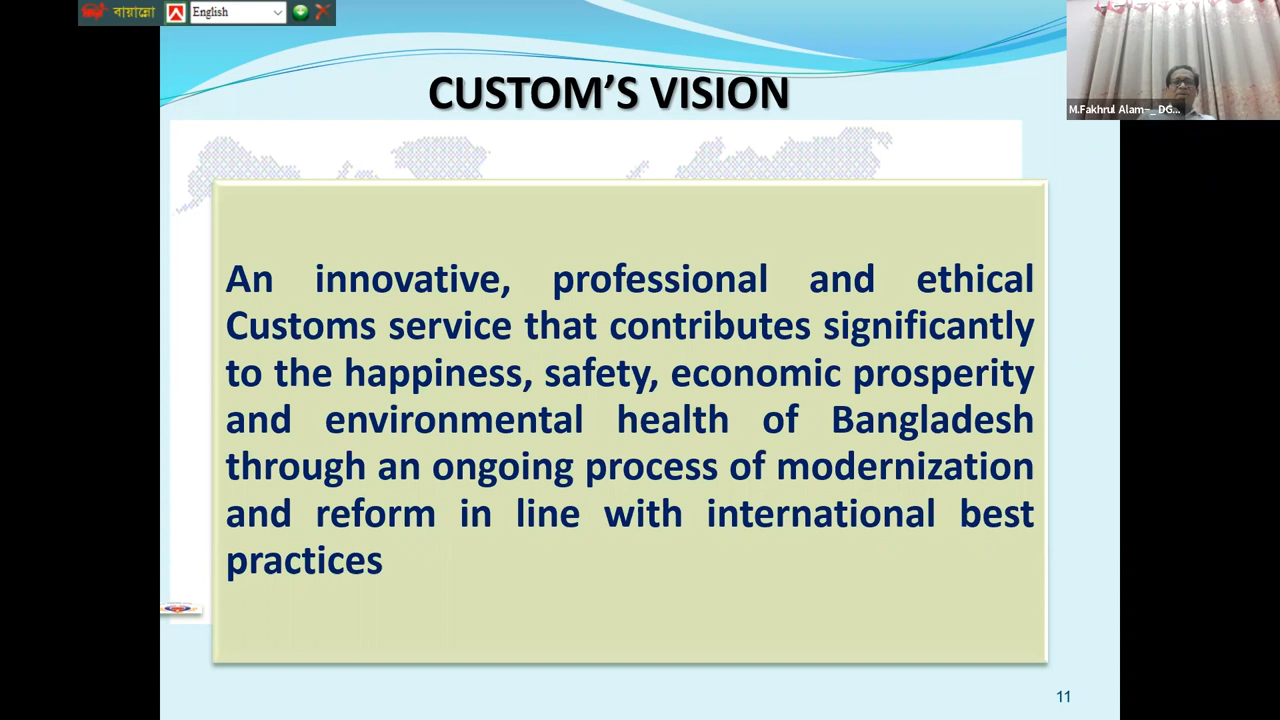 বায়ান্নো
English
M.Fakhrul Alam-_ DG...
CUSTOM’S VISION
An innovative, professional and ethical
Customs service that contributes significantly
to the happiness, safety, economic prosperity
and environmental health of Bangladesh
through an ongoing process of modernization
and reform in line with international best
practices
11